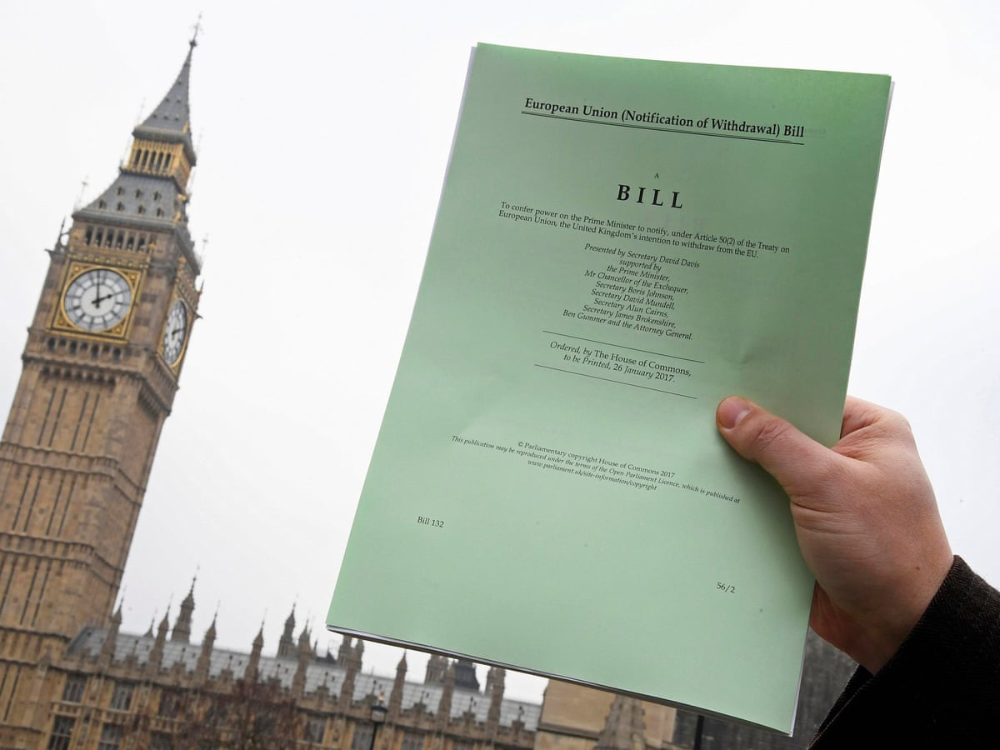 European Union (Notification of Withdrawal) Bill
A
BILL
To confer power on the Prime Minister to notify, under Article 50(2) of the Treaty on
European Union, the United Kingdom's intention to withdraw from the EU.
Presented by Secretary David Davis
supported by
the Prime Minister,
Mr Chancellor of the Exchequer,
Secretary Boris Johnson,
Secretary David Mundell,
Secretary Alun Cairns,
Secretary James Brokenshire,
Ben Gummer and the Attorney General.
Ordered, by The House of Commons,
to be Printed, 26 January 2017.
© Parliamentary copyright House of Commons 2017
This publication may be reproduced under the terms of the Open Parliament Licence, which is published at
www.parliament.uk/site-information/copyright
Bill 132
56/2